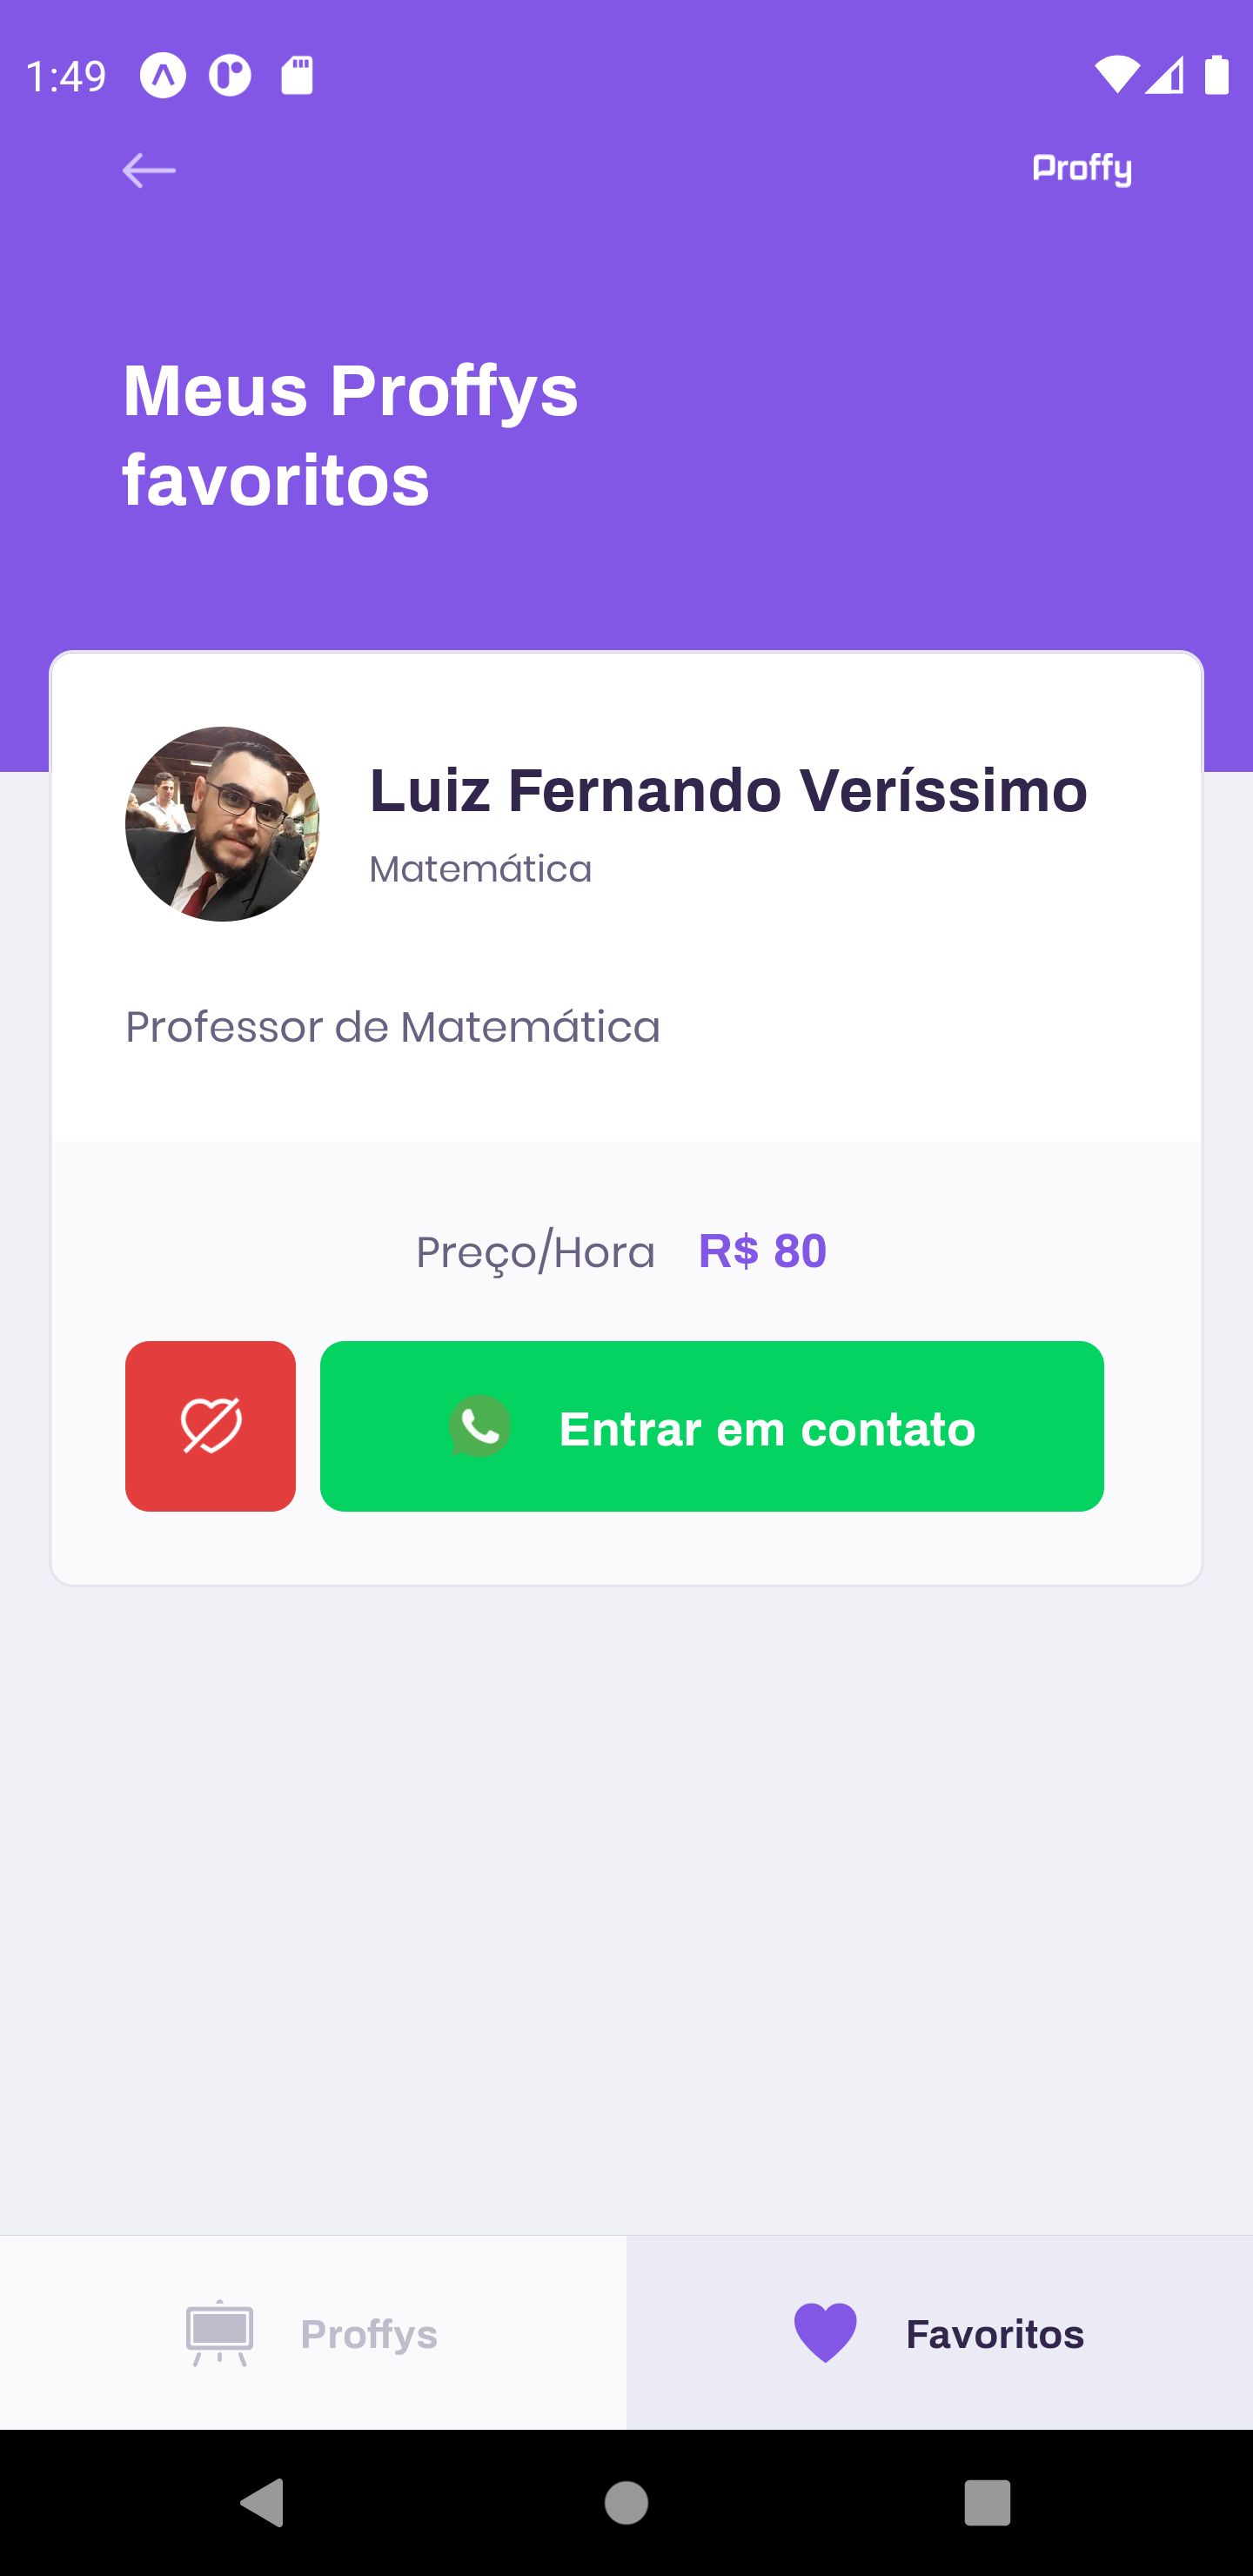 1:49
Proffy
Meus Proffys
favoritos
Luiz Fernando Veríssimo
Matemática
Professor de Matemática
Preço/Hora R$ 80
Entrar em contato
Proffys
Favoritos